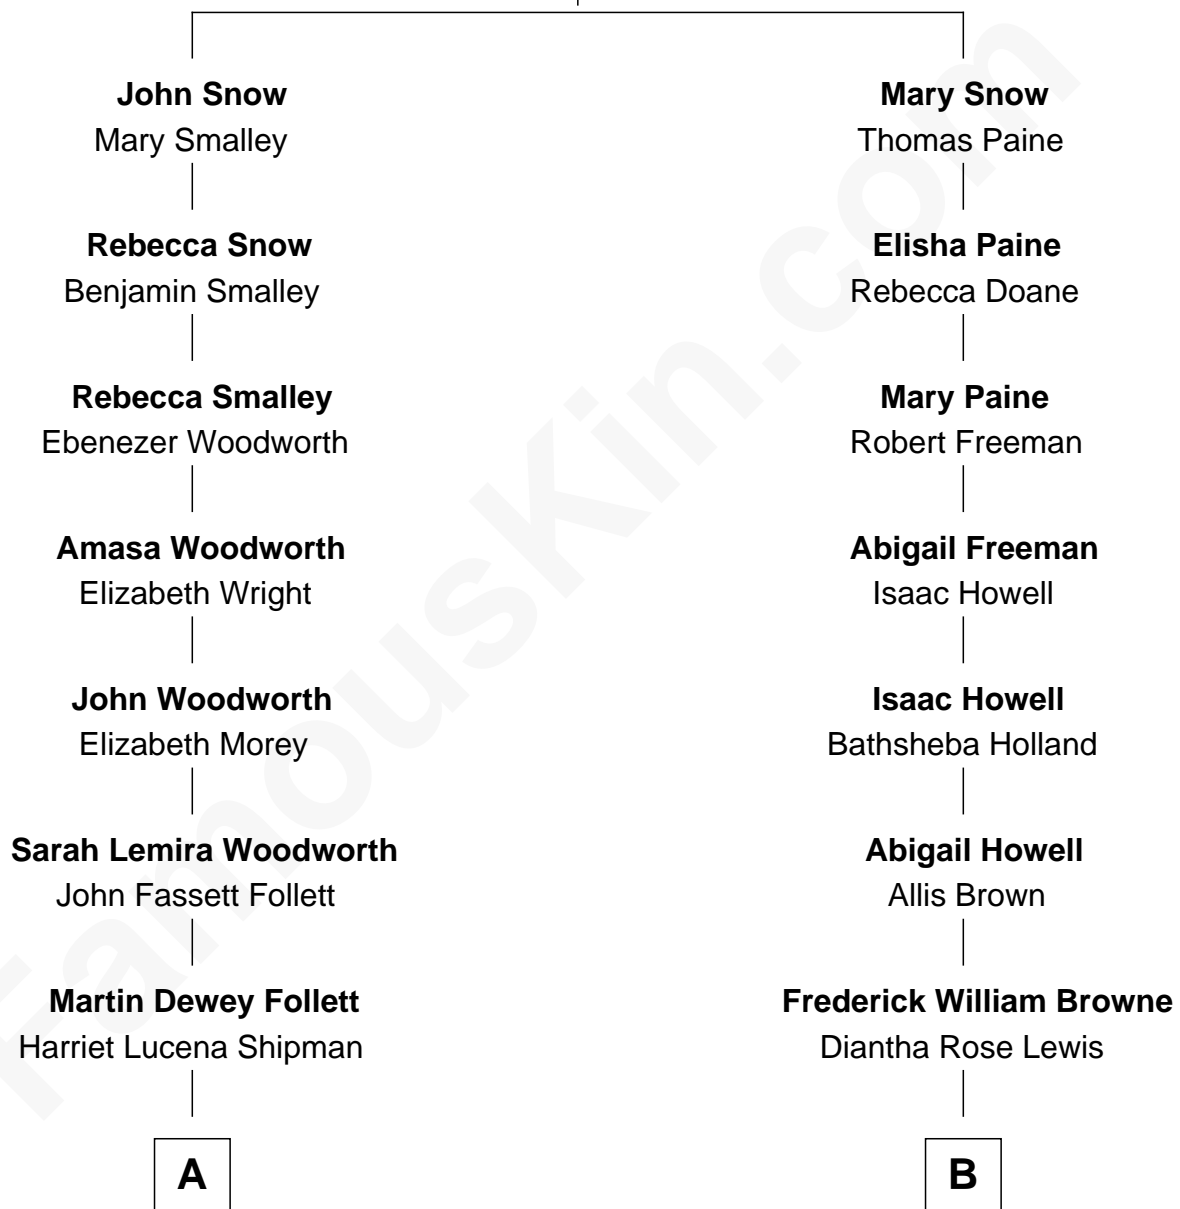 John Snow
Mary Smalley
Rebecca Snow
Benjamin Smalley
Rebecca Smalley
Ebenezer Woodworth
Amasa Woodworth
Elizabeth Wright
John Woodworth
Elizabeth Morey
Sarah Lemira Woodworth
John Fassett Follett
Martin Dewey Follett
Harriet Lucena Shipman
A
Mary Snow
Thomas Paine
Elisha Paine
Rebecca Doane
Mary Paine
Robert Freeman
Abigail Freeman
Isaac Howell
Isaac Howell
Bathsheba Holland
Abigail Howell
Allis Brown
Frederick William Browne
Diantha Rose Lewis
B
FamousKin.com